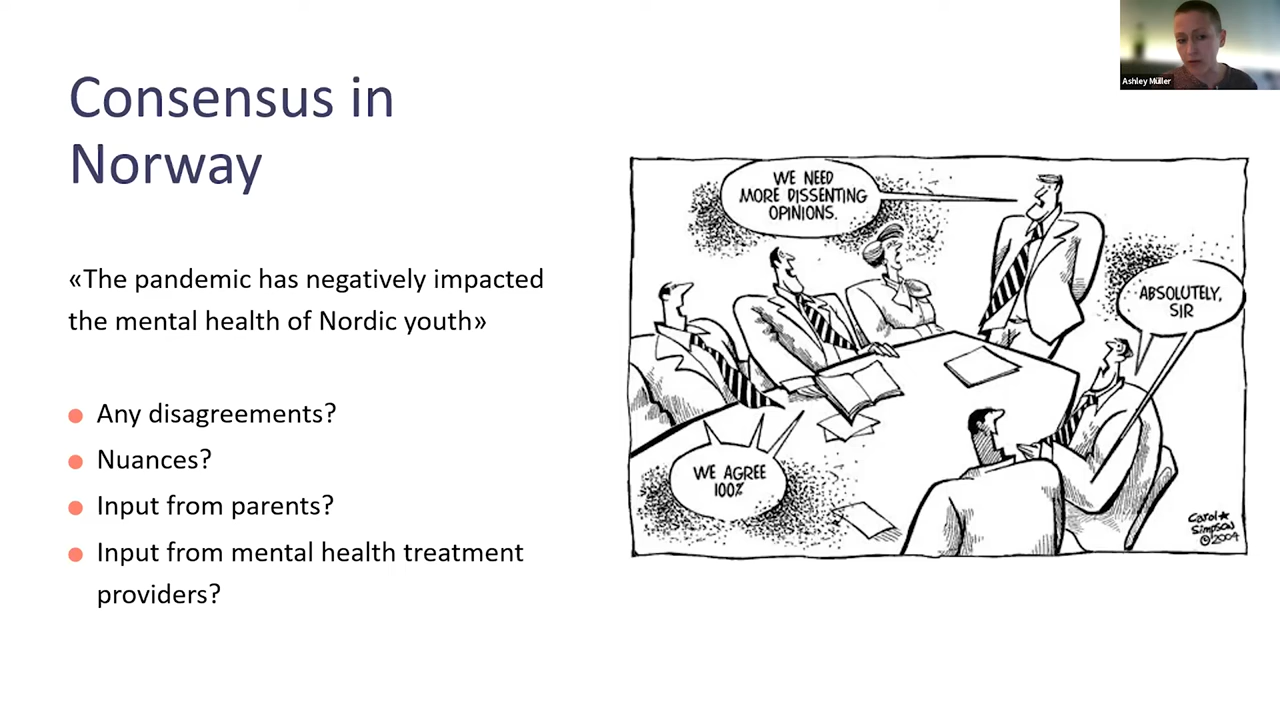 Consensus in
Norway
«The pandemic has negatively impacted
the mental health of Nordic youth»
Any disagreements?
Nuances?
Input from parents?
Input from mental health treatment
providers?
WE NEED
MORE DISSENTING
OPINIONS.
ABSOLUTELY,
SIR
WE AGREE
100%
Carol★
Simpson
©2004
Ashley Müller